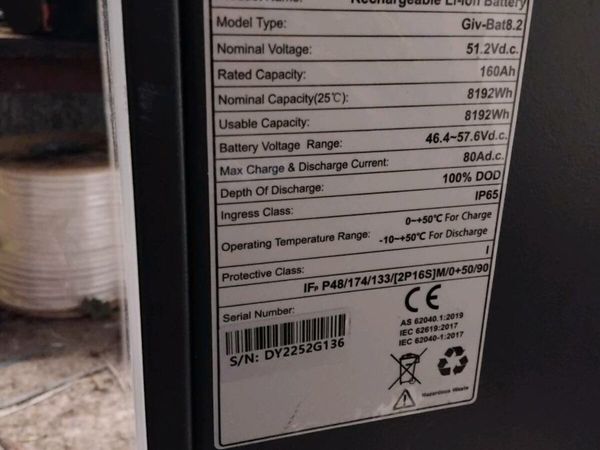 Rechargeable Li-Ion Battery
Model Type: Giv-Bat8.2
Nominal Voltage: 51.2Vd.c.
Rated Capacity: 160Ah
Nominal Capacity(25℃): 8192Wh
Usable Capacity: 8192Wh
Battery Voltage Range: 46.4~57.6Vd.c.
Max Charge & Discharge Current: 80Ad.c.
Depth Of Discharge: 100% DOD
Ingress Class: IP65
Operating Temperature Range: 0~+50℃ For Charge
-10~+50℃ For Discharge
Protective Class: I
IFp P48/174/133/[2P16S]M/0+50/90
Serial Number:
S/N: DY2252G136
CE
AS 62040.1:2019
IEC 62619:2017
IEC 62040-1:2017
Hazardous Waste